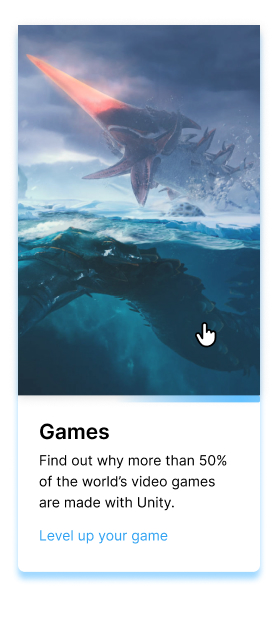 Games
Find out why more than 50%
of the world’s video games
are made with Unity.
Level up your game